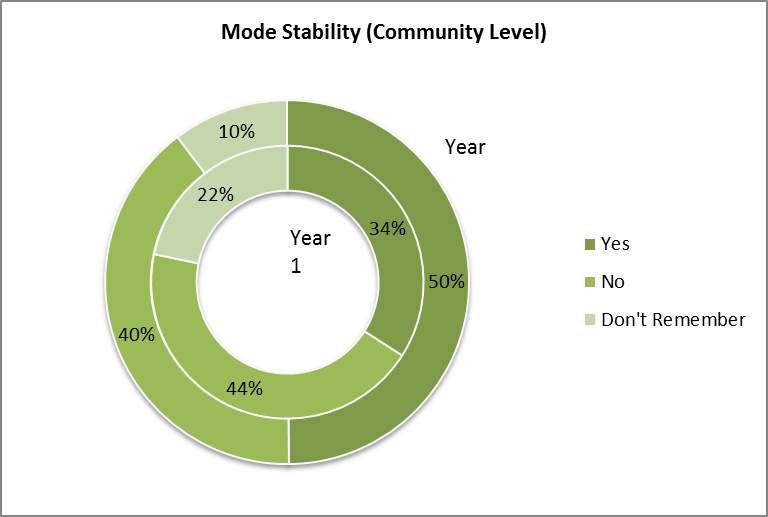 Mode Stability (Community Level)
10%
Year
22%
34%
Year
1
50%
40%
44%
Yes
No
Don't Remember